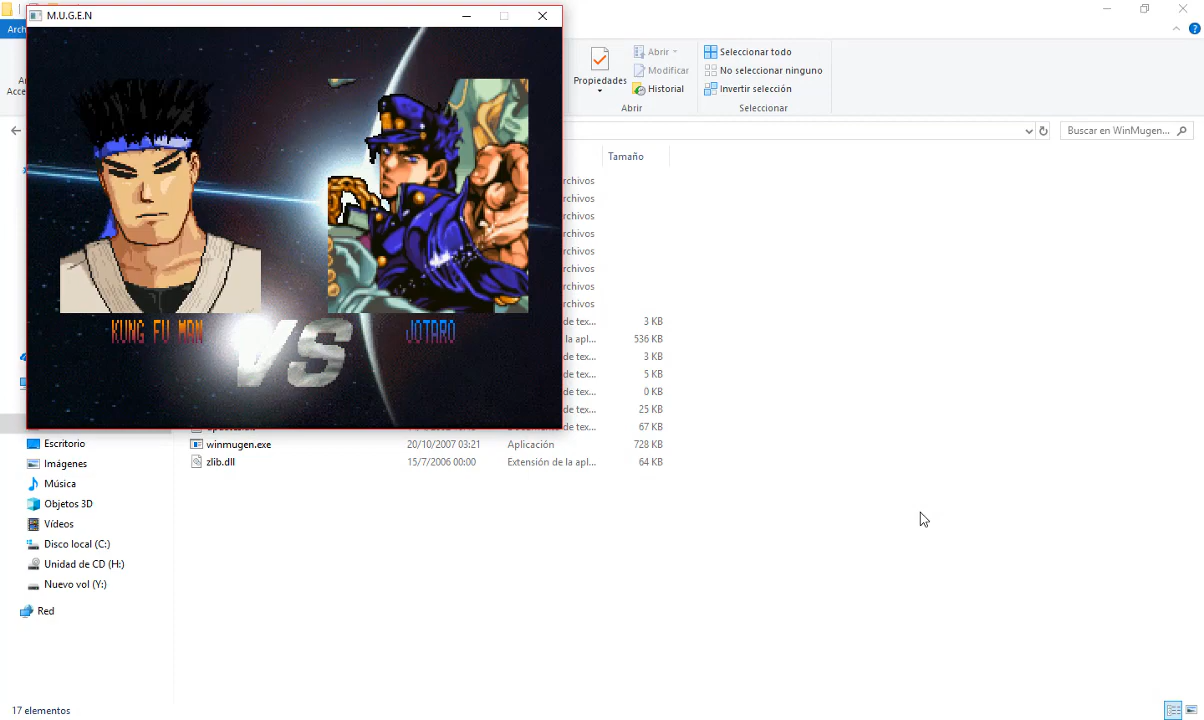 M.U.G.E.N
KUNG FU MAN
VS
JOTARO
Arch
Acce
Propiedades
Abrir
Modificar
Historial
Abrir
Seleccionar todo
No seleccionar ninguno
Invertir selección
Seleccionar
Buscar en WinMugen...
Tamaño
archivos
archivos
archivos
archivos
archivos
archivos
archivos
archivos
de tex... 3 KB
la apl... 536 KB
de tex... 3 KB
de tex... 5 KB
de tex... 0 KB
de tex... 25 KB
de tex... 67 KB
winmugen.exe 20/10/2007 03:21 Aplicación 728 KB
zlib.dll 15/7/2006 00:00 Extensión de la apl... 64 KB
Escritorio
Imágenes
Música
Objetos 3D
Vídeos
Disco local (C:)
Unidad de CD (H:)
Nuevo vol (Y:)
Red
17 elementos